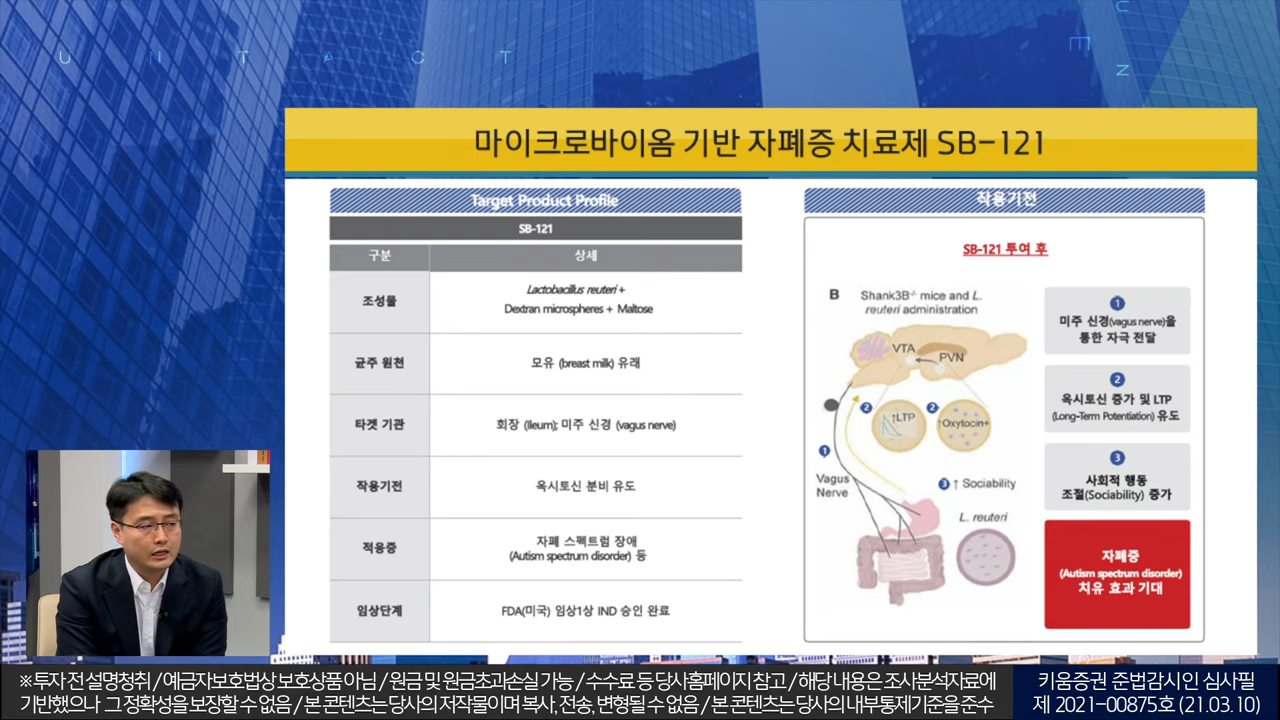 U N T A C T
U
E
N
마이크로바이옴 기반 자폐증 치료제 SB-121
Target Product Profile
SB-121
구분 상세
조성물
Lactobacillus reuteri +
Dextran microspheres + Maltose
균주 원천
모유 (breast milk) 유래
타겟 기관
회장 (Ileum); 미주 신경 (vagus nerve)
작용기전
옥시토신 분비 유도
적응증
자폐 스펙트럼 장애
(Autism spectrum disorder) 등
임상단계
FDA(미국) 임상1상 IND 승인 완료
작용기전
SB-121 투여 후
B Shank3B-/- mice and L.
reuteri administration
VTA
PVN
2
↑LTP
2
↑Oxytocin+
1
Vagus
Nerve
3 ↑ Sociability
L. reuteri
1
미주 신경(vagus nerve)을
통한 자극 전달
2
옥시토신 증가 및 LTP
(Long-Term Potentiation) 유도
3
사회적 행동
조절(Sociability) 증가
자폐증
(Autism spectrum disorder)
치유 효과 기대
※ 투자 전 설명청취 / 예금자보호법상 보호상품 아님 / 원금 및 원금초과손실 가능 / 수수료 등 당사홈페이지 참고 / 해당 내용은 조사분석자료에
기반했으나 그 정확성을 보장할 수 없음 / 본 콘텐츠는 당사의 저작물이며 복사, 전송, 변형될 수 없음 / 본 콘텐츠는 당사의 내부통제기준을 준수
키움증권 준법감시인 심사필
제 2021-00875호 (21.03.10)